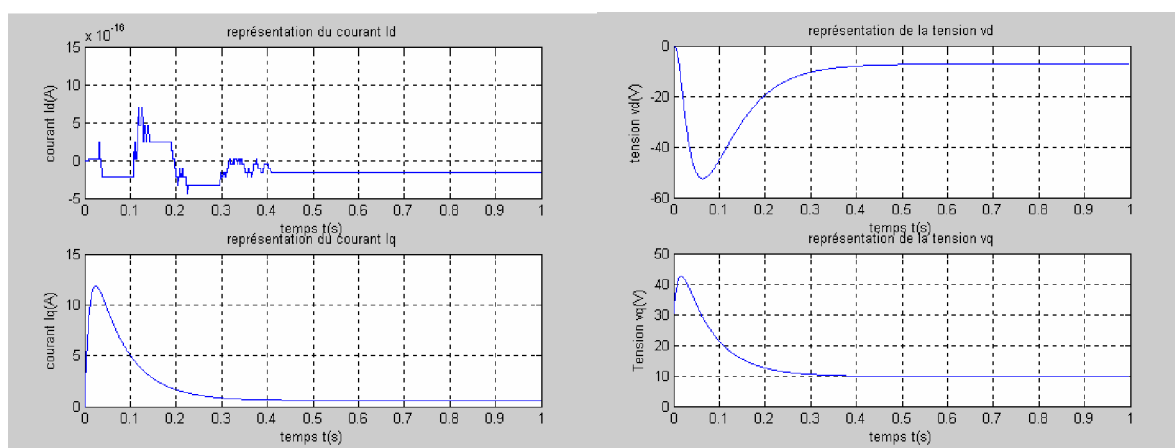 x 10⁻¹⁶
représentation du courant Id
courant Id(A)
15
10
5
0
-5
0 0.1 0.2 0.3 0.4 0.5 0.6 0.7 0.8 0.9 1
temps t(s)
représentation du courant Iq
courant Iq(A)
15
10
5
0
0 0.1 0.2 0.3 0.4 0.5 0.6 0.7 0.8 0.9 1
temps t(s)
représentation de la tension vd
tension vd(V)
0
-20
-40
-60
0 0.1 0.2 0.3 0.4 0.5 0.6 0.7 0.8 0.9 1
temps t(s)
représentation de la tension vq
Tension vq(V)
50
40
30
20
10
0
0 0.1 0.2 0.3 0.4 0.5 0.6 0.7 0.8 0.9 1
temps t(s)